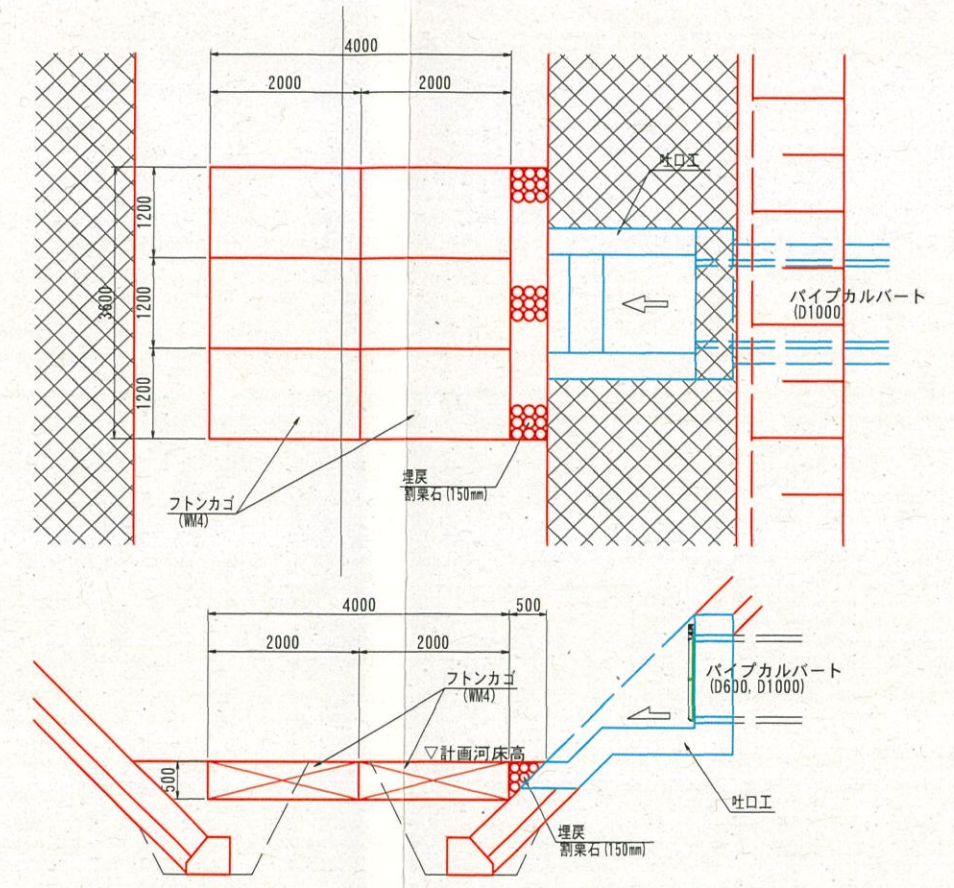 4000
2000
2000
吐口工
1200
3600
1200
1200
パイプカルバート
(D1000)
埋戻
割栗石(150㎜)
フトンカゴ
(WM4)
4000
500
2000
2000
フトンカゴ
(WM4)
パイプカルバート
(D600, D1000)
▽計画河床高
500
吐口工
埋戻
割栗石(150㎜)